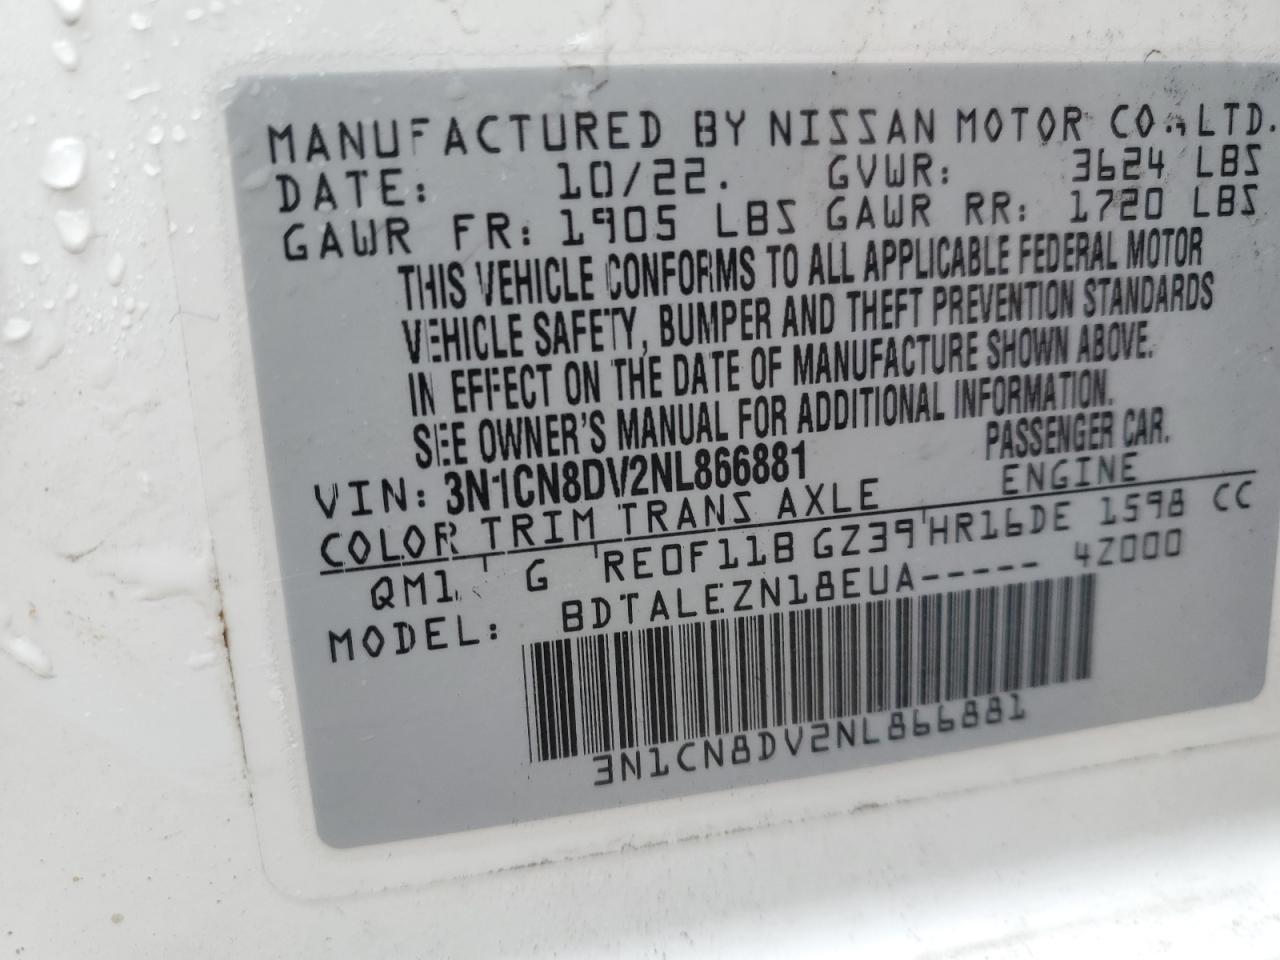 MANUFACTURED BY NISSAN MOTOR CO., LTD.
DATE: 10/22. GVWR: 3624 LBS
GAWR FR: 1905 LBS GAWR RR: 1720 LBS
THIS VEHICLE CONFORMS TO ALL APPLICABLE FEDERAL MOTOR
VEHICLE SAFETY, BUMPER AND THEFT PREVENTION STANDARDS
IN EFFECT ON THE DATE OF MANUFACTURE SHOWN ABOVE.
SEE OWNER'S MANUAL FOR ADDITIONAL INFORMATION.
VIN: 3N1CN8DV2NL866881 PASSENGER CAR.
COLOR TRIM TRANS AXLE ENGINE
QM1 G RE0F11B GZ39 HR16DE 1598 CC
MODEL: BDTALEZN18EUA----- 4Z000
3N1CN8DV2NL866881